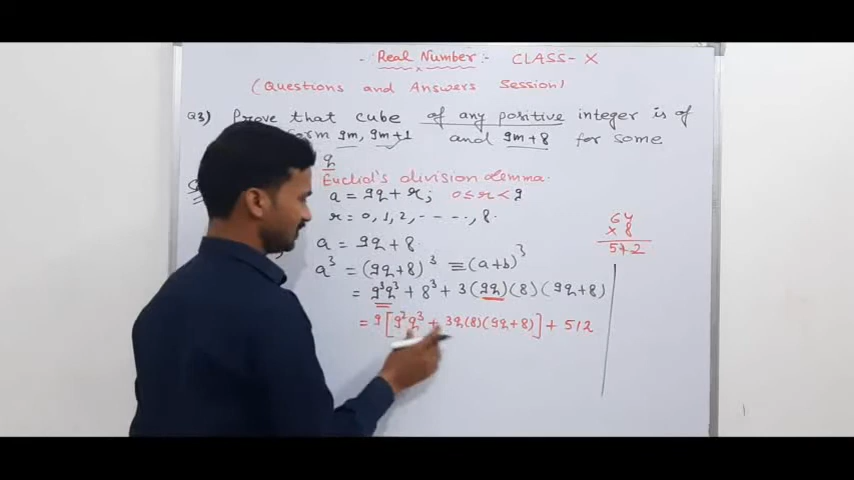 Real Number: CLASS - X
(Questions and Answers Session)
Q3) Prove that cube of any positive integer is of
form 9m, 9m+1 and 9m+8 for some
q
Euclid's division lemma.
a = 9q + r; 0 ≤ r < 9
r = 0, 1, 2, - - - -, 8.
a = 9q + 8.
a³ = (9q+8)³ ≡ (a+b)³
= 9³q³ + 8³ + 3(9q)(8)(9q+8)
= 9[9²q³ + 3q(8)(9q+8)] + 512
64
× 8
512